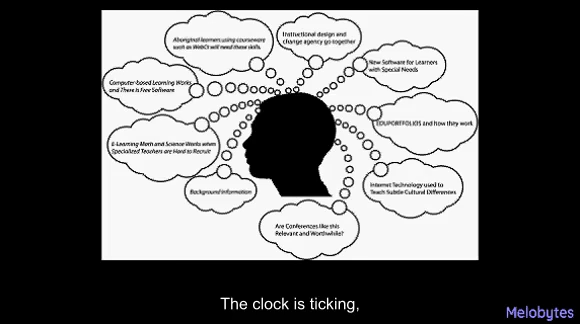 Aboriginal learners using courseware
such as WebCt will need these skills.
Instructional design and
change agency go together
New Software for Learners
with Special Needs
Computer-based Learning Works
and There is Free Software
EDUPORTFOLIOS and how they work
E-Learning Math and Science Works when
Specialized Teachers are Hard to Recruit
Internet Technology used to
Teach Subtle Cultural Differences
Background Information
Are Conferences like this
Relevant and Worthwhile?
The clock is ticking,
Melobytes